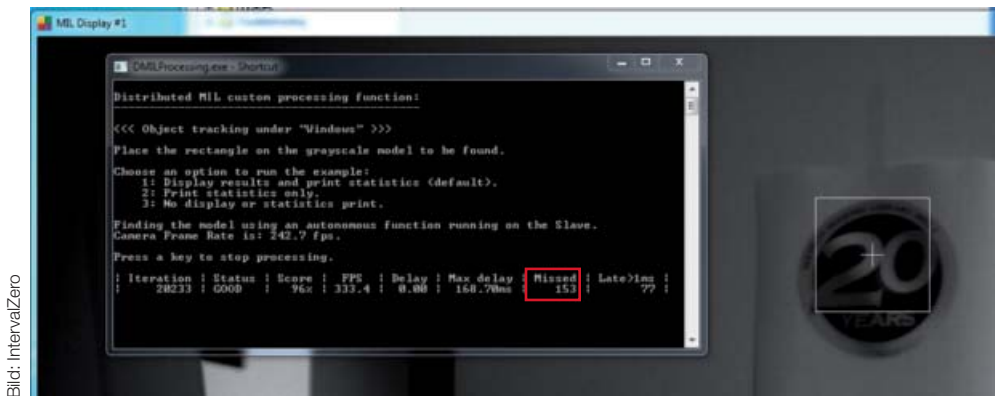 MIL Display #1
DMILProcessing.exe - Shortcut
Distributed MIL custom processing function:
<<< Object tracking under "Windows" >>>
Place the rectangle on the grayscale model to be found.
Choose an option to run the example:
1: Display results and print statistics (default).
2: Print statistics only.
3: No display or statistics print.
Finding the model using an autonomous function running on the Slave.
Camera Frame Rate is: 242.7 fps.
Press a key to stop processing.
| Iteration | Status | Score | FPS | Delay | Max delay | Missed | Late>1ms |
| 20233 | GOOD | 96% | 333.4 | 0.00 | 168.70ms | 153 | 77 |
20
YEARS
Bild: IntervalZero